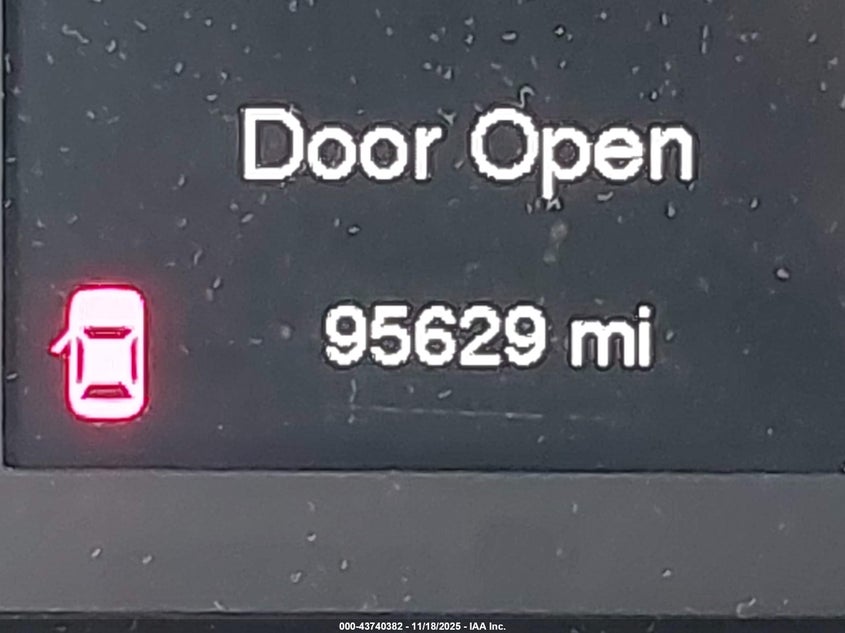 Door Open
95629 mi
000-43740382 - 11/18/2025 - IAA Inc.